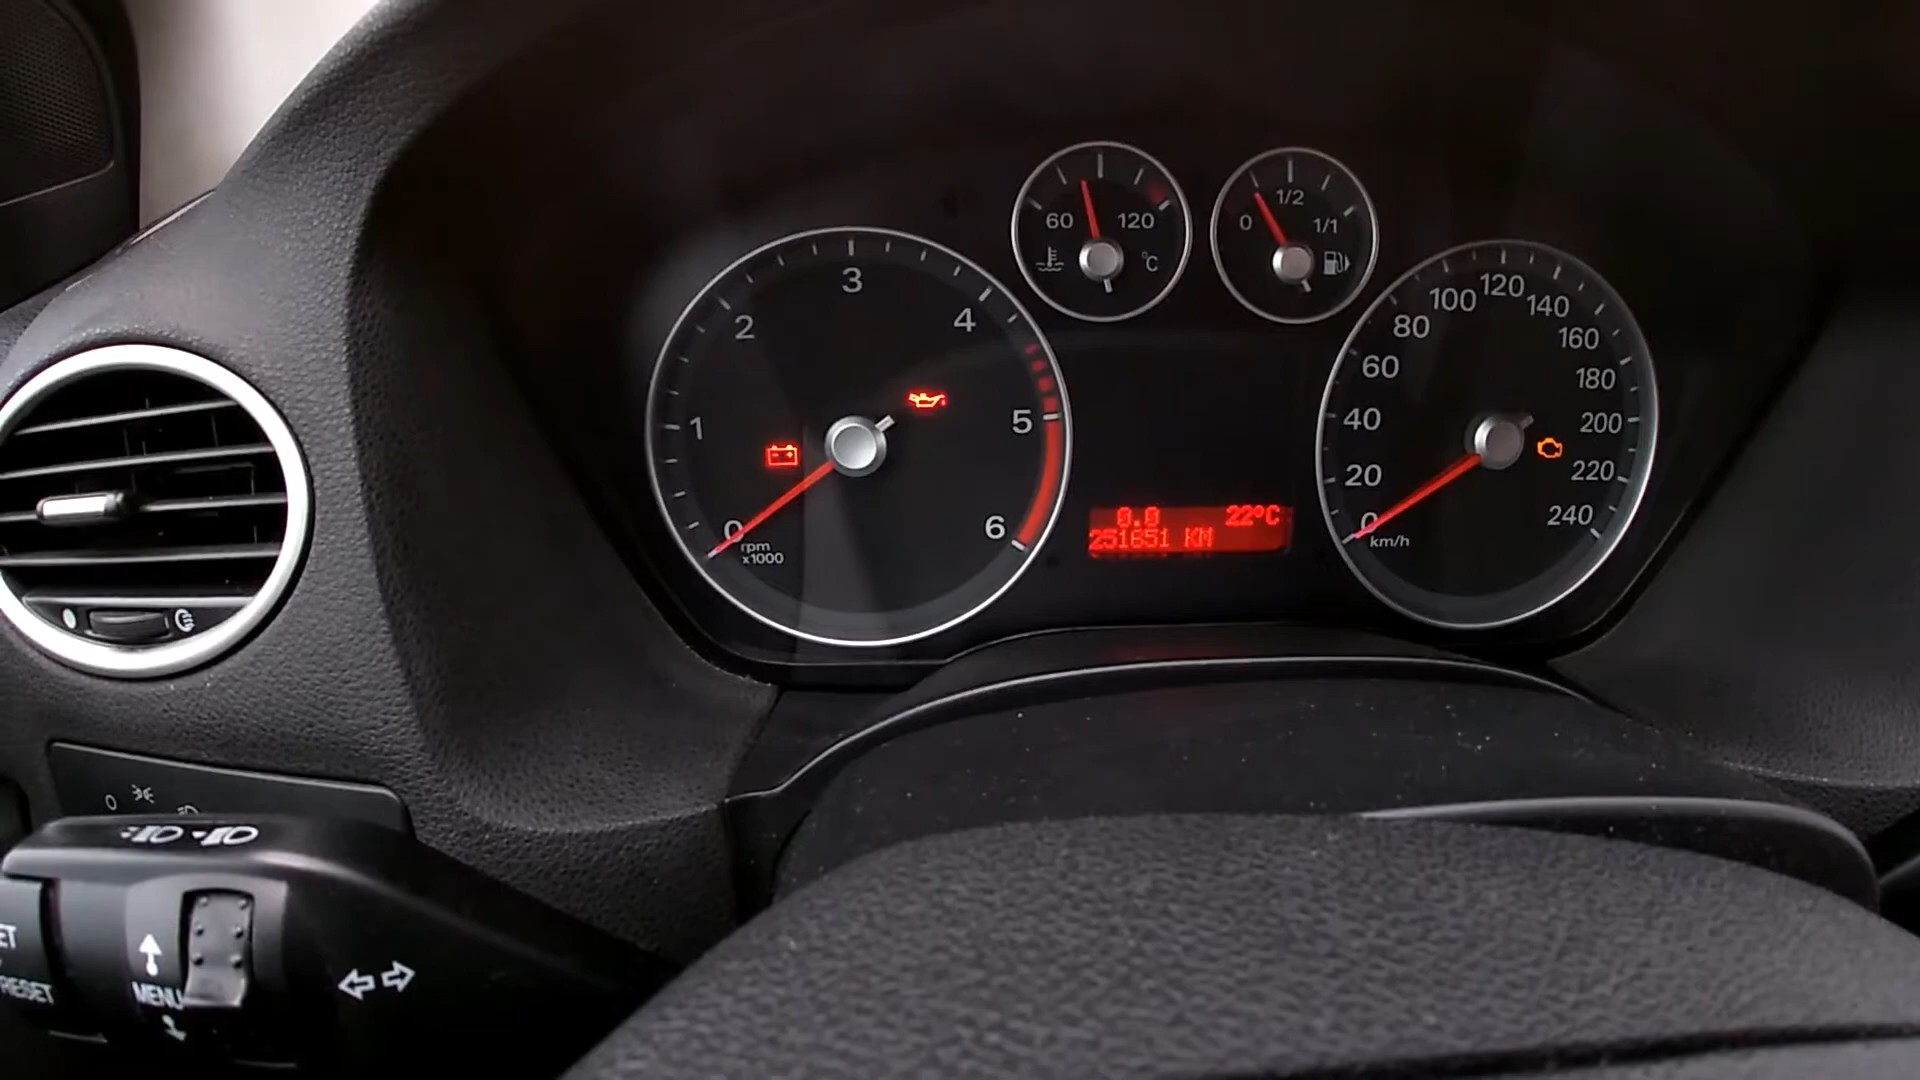 60 120
°C
0 1/2 1/1
1 2 3 4 5 6
0
rpm
x1000
0.0 22°C
251651 KM
0 20 40 60 80 100 120 140 160 180 200 220 240
km/h
0
RESET
MENU